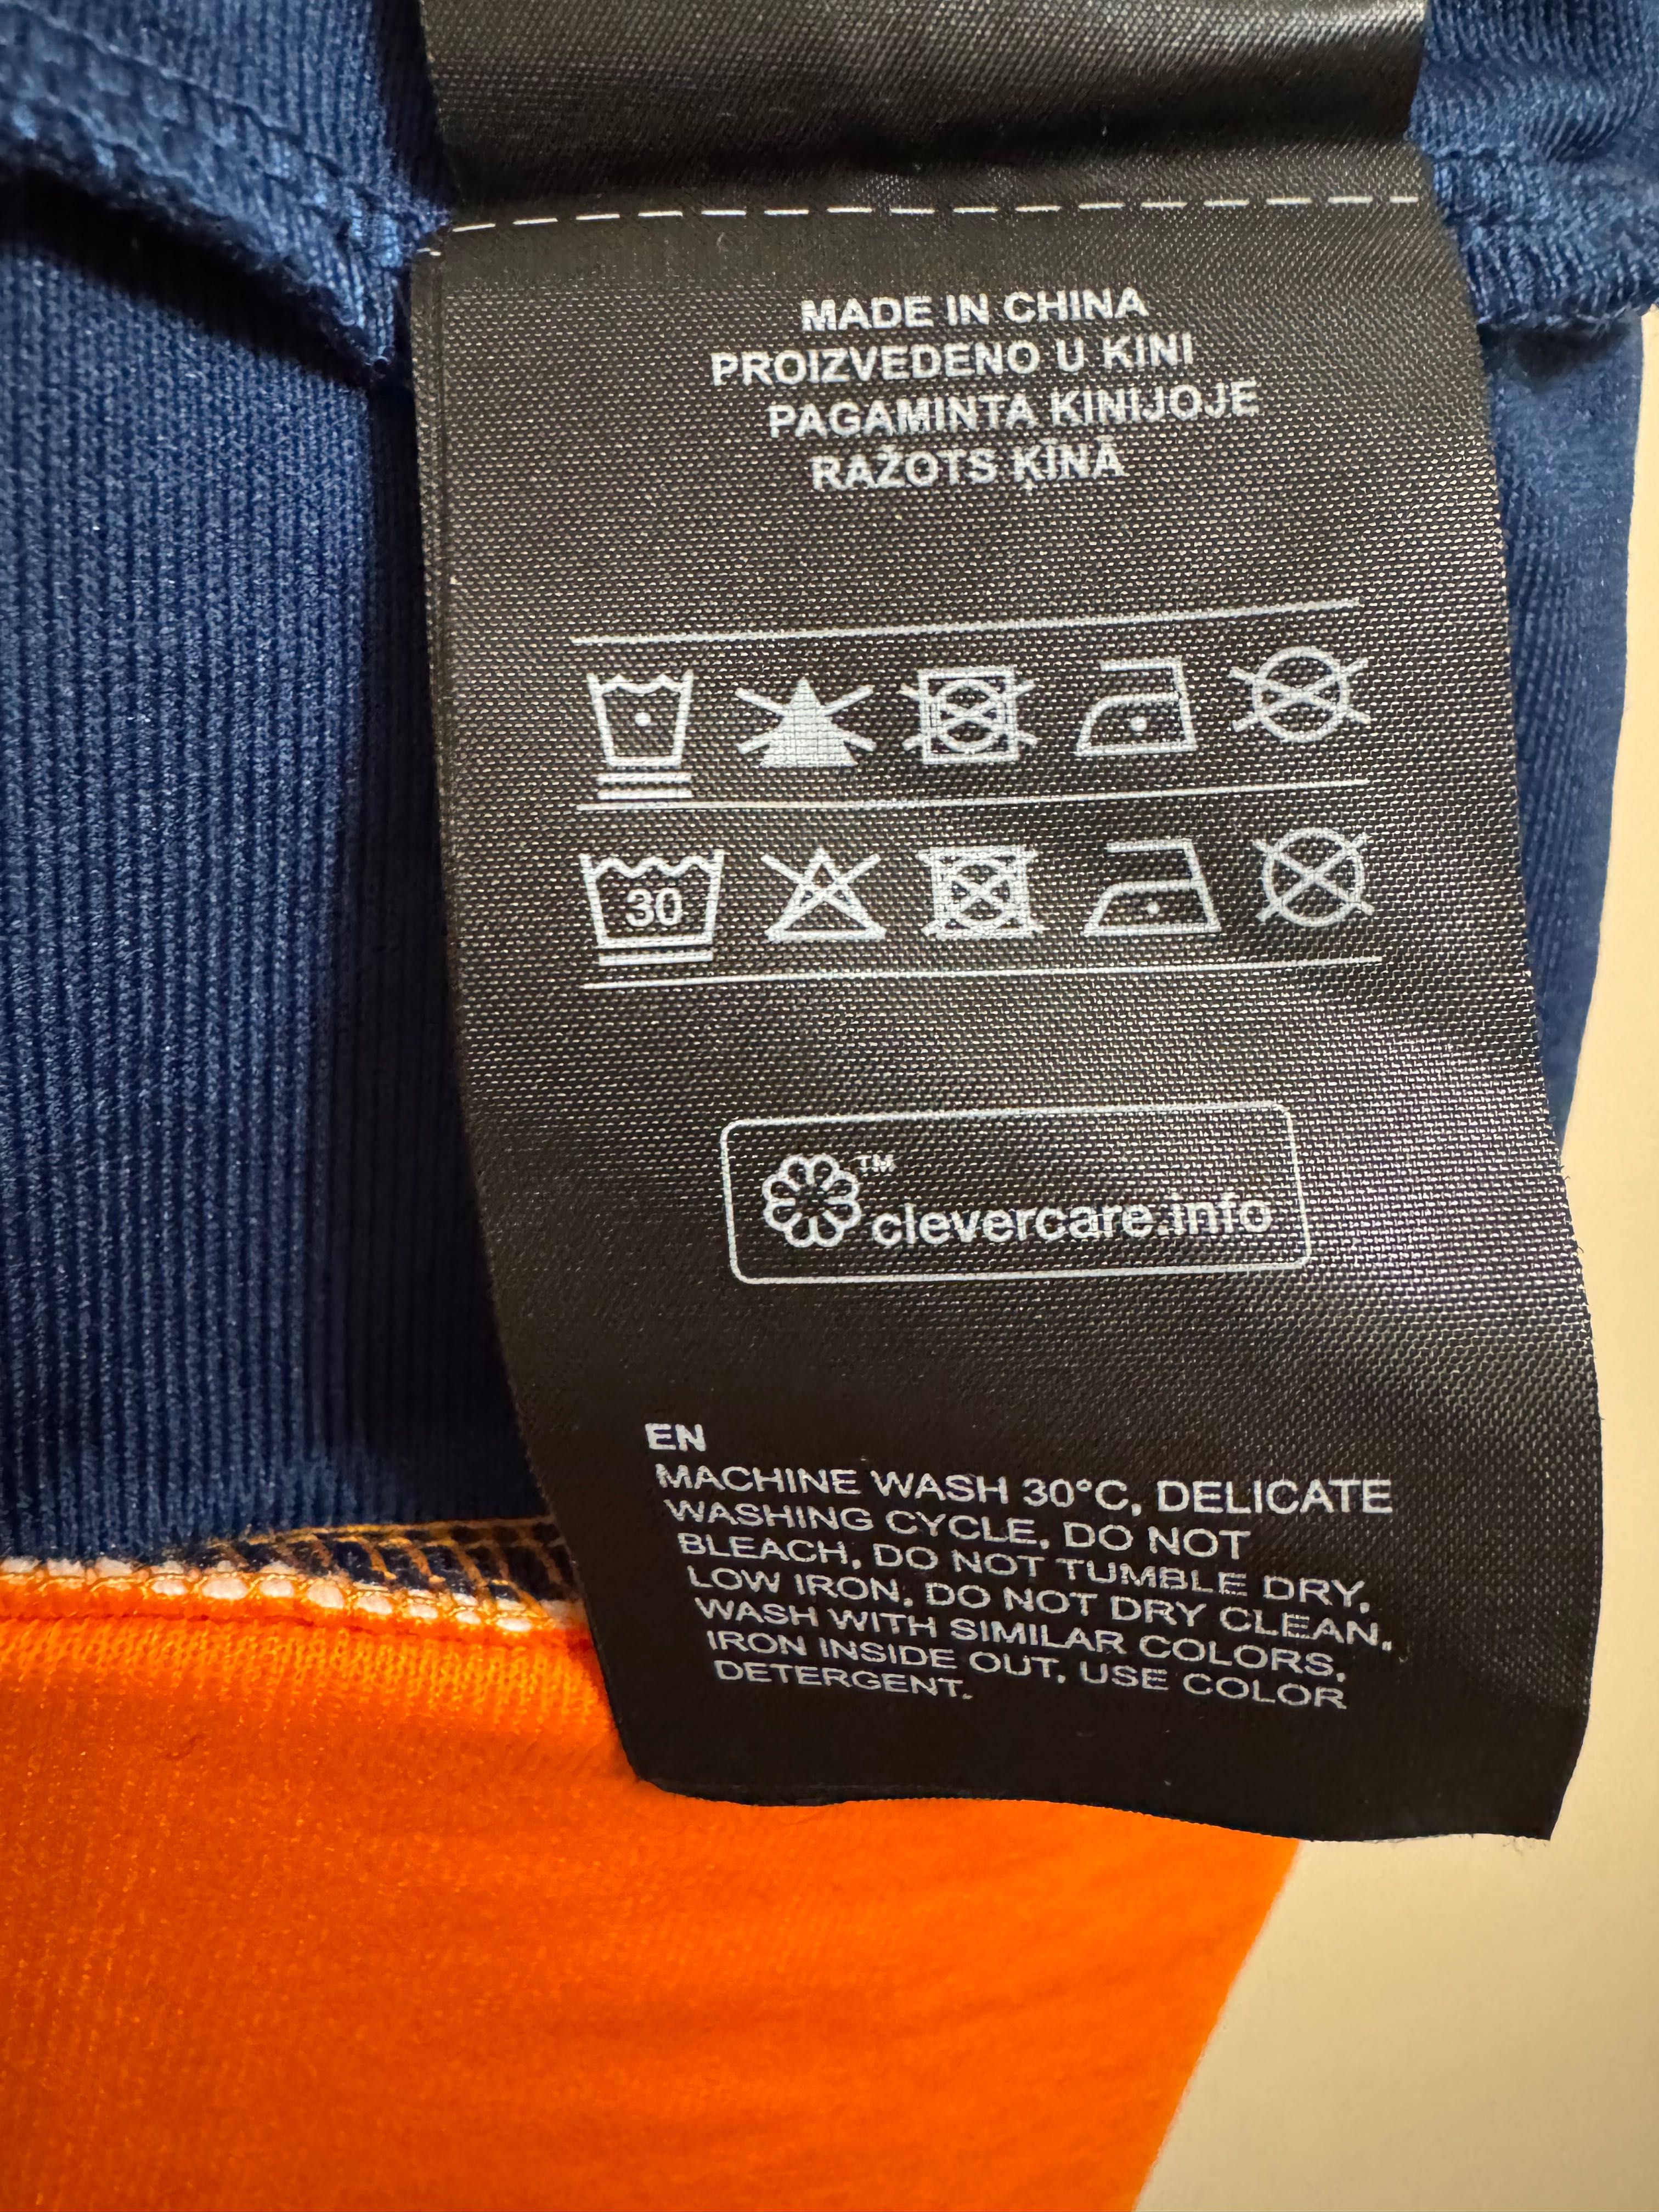 MADE IN CHINA
PROIZVEDENO U KINI
PAGAMINTA KINIJOJE
RAŽOTS ĶĪNĀ
30
™
clevercare.info
EN
MACHINE WASH 30°C, DELICATE
WASHING CYCLE, DO NOT
BLEACH, DO NOT TUMBLE DRY,
LOW IRON, DO NOT DRY CLEAN,
WASH WITH SIMILAR COLORS,
IRON INSIDE OUT, USE COLOR
DETERGENT.